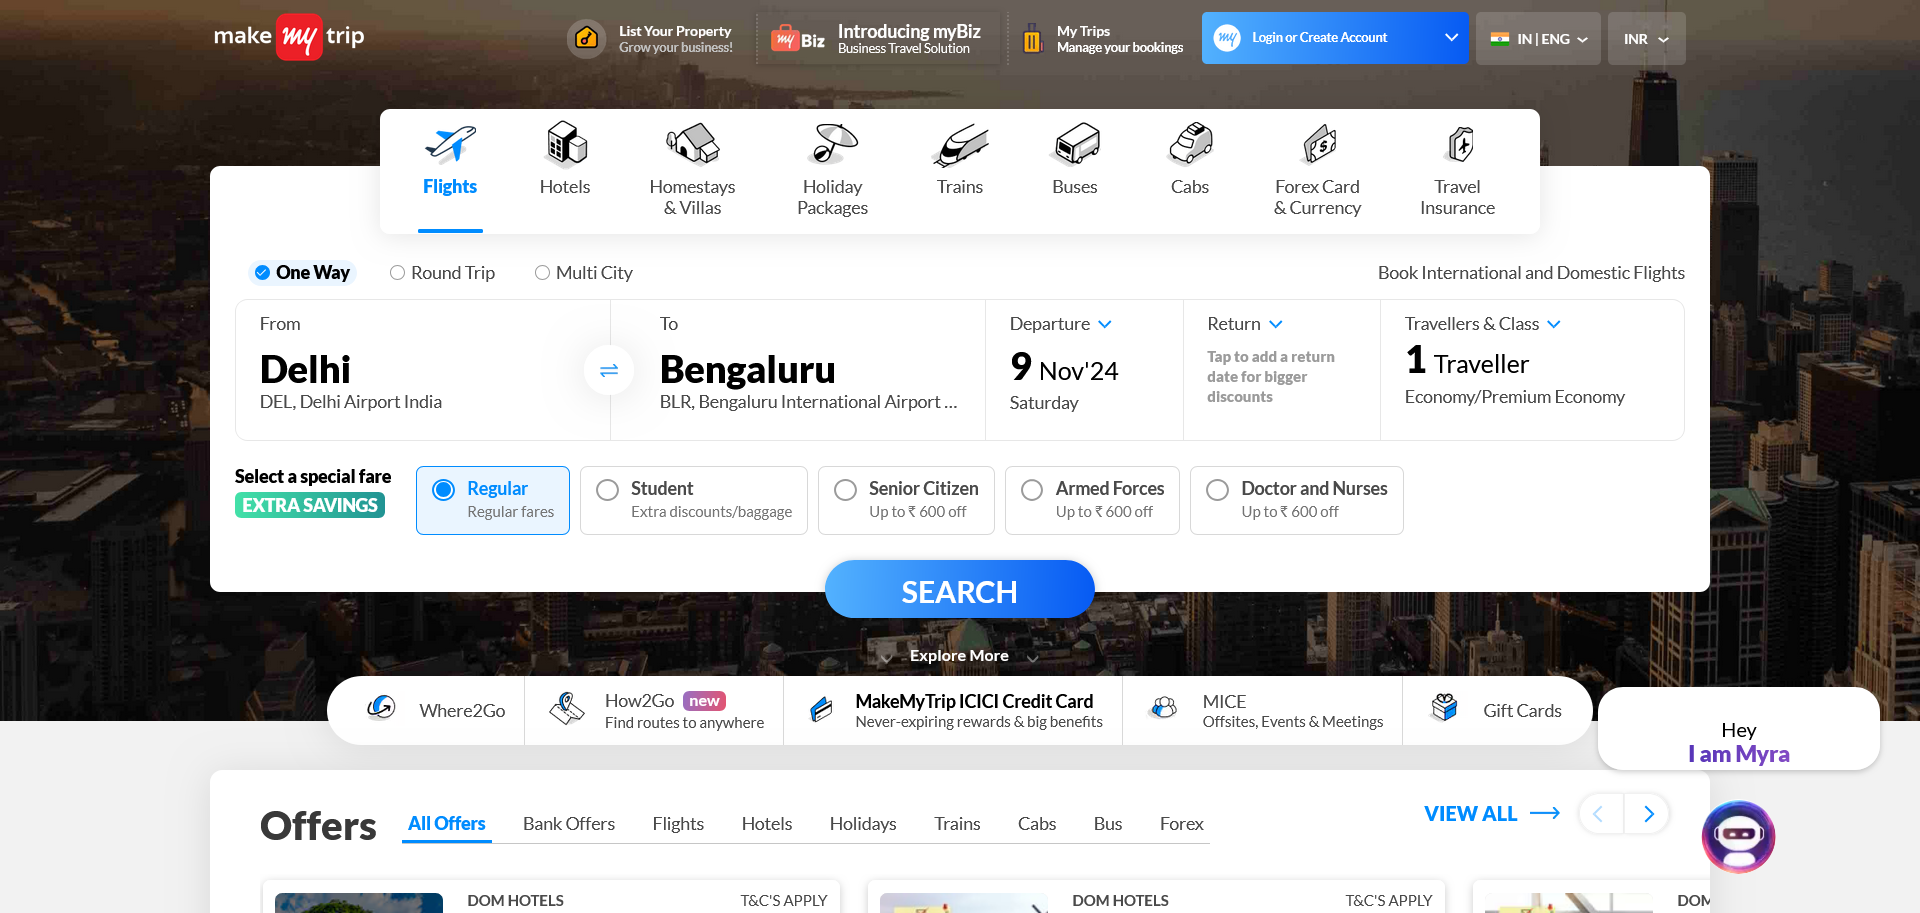 make my trip
List Your Property
Grow your business!
my Biz
Introducing myBiz
Business Travel Solution
My Trips
Manage your bookings
my Login or Create Account
IN | ENG
INR
Flights
Hotels
Homestays
& Villas
Holiday
Packages
Trains
Buses
Cabs
Forex Card
& Currency
Travel
Insurance
One Way
Round Trip
Multi City
Book International and Domestic Flights
From
Delhi
DEL, Delhi Airport India
To
Bengaluru
BLR, Bengaluru International Airport ...
Departure
9 Nov'24
Saturday
Return
Tap to add a return
date for bigger
discounts
Travellers & Class
1 Traveller
Economy/Premium Economy
Select a special fare
EXTRA SAVINGS
Regular
Regular fares
Student
Extra discounts/baggage
Senior Citizen
Up to ₹ 600 off
Armed Forces
Up to ₹ 600 off
Doctor and Nurses
Up to ₹ 600 off
SEARCH
Explore More
Where2Go
How2Go new
Find routes to anywhere
MakeMyTrip ICICI Credit Card
Never-expiring rewards & big benefits
MICE
Offsites, Events & Meetings
Gift Cards
Hey
I am Myra
Offers
All Offers
Bank Offers
Flights
Hotels
Holidays
Trains
Cabs
Bus
Forex
VIEW ALL
DOM HOTELS
T&C'S APPLY
DOM HOTELS
T&C'S APPLY
DOM